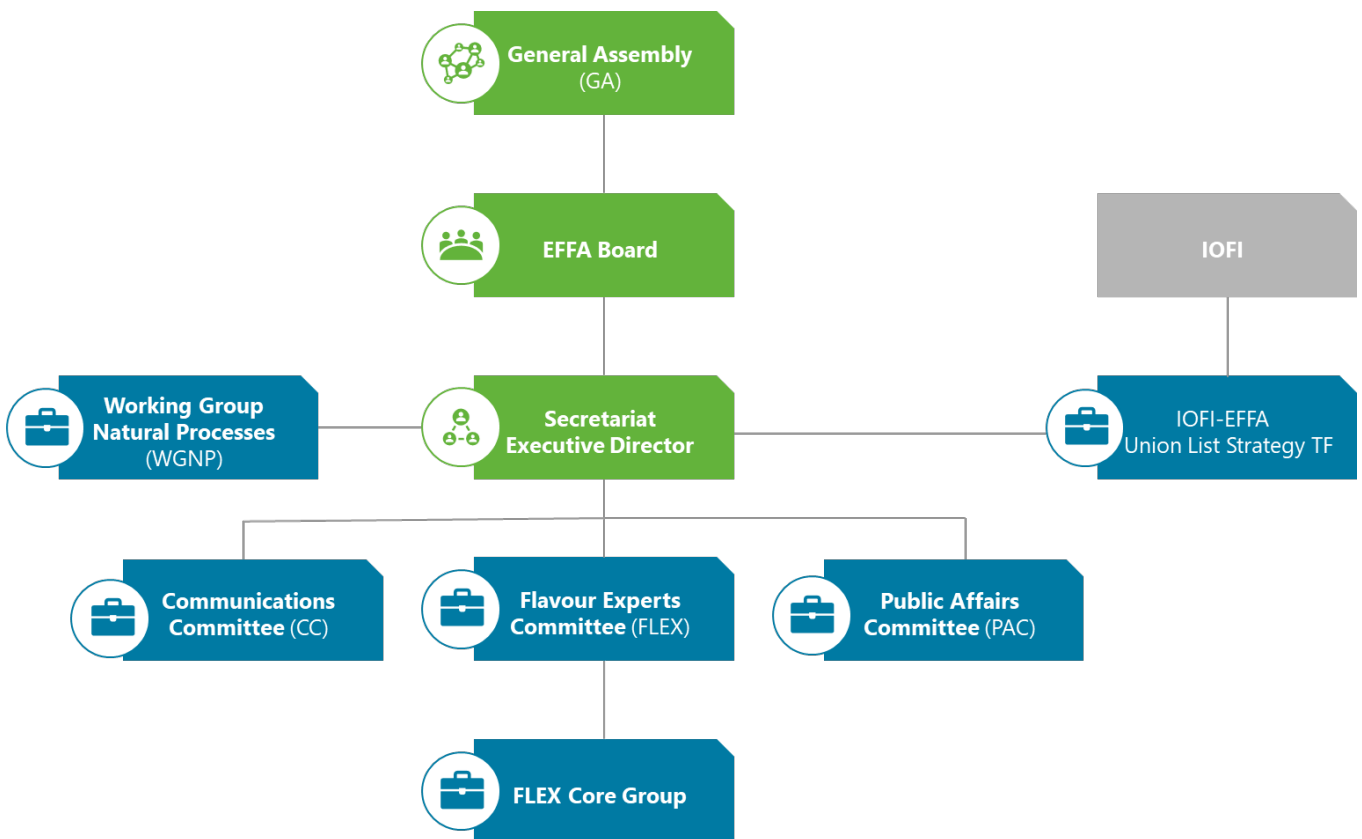 General Assembly
(GA)
EFFA Board
IOFI
Working Group
Natural Processes
(WGNP)
Secretariat
Executive Director
IOFI-EFFA
Union List Strategy TF
Communications
Committee (CC)
Flavour Experts
Committee (FLEX)
Public Affairs
Committee (PAC)
FLEX Core Group